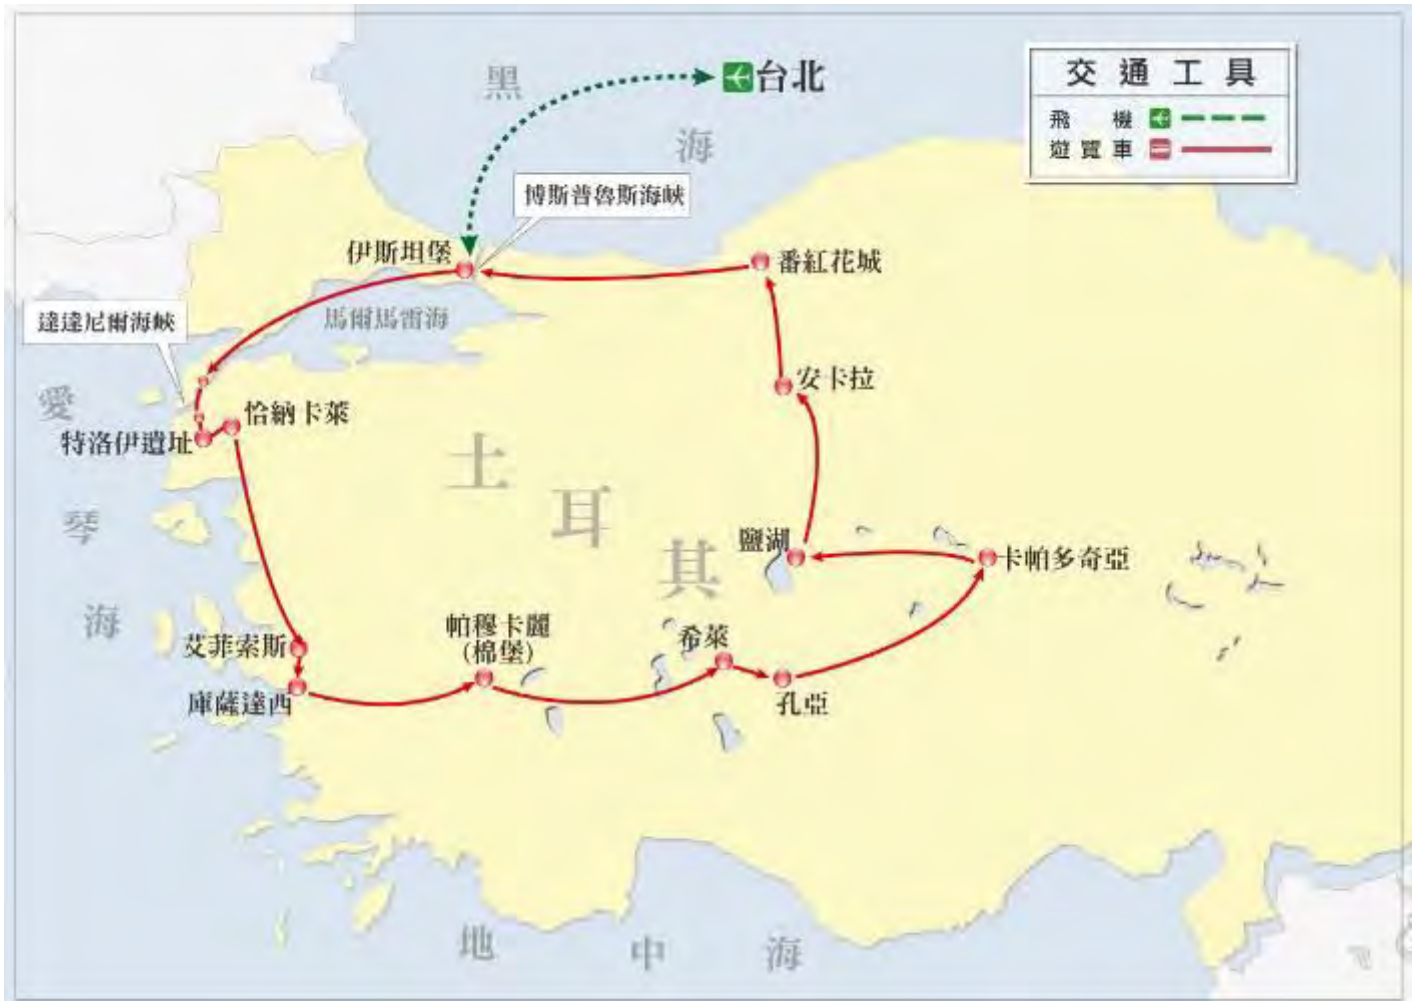 黑
海
台北
交通工具
飛機
遊覽車
博斯普魯斯海峽
伊斯坦堡
番紅花城
達達尼爾海峽
馬爾馬雷海
安卡拉
恰納卡萊
特洛伊遺址
愛
琴
海
土
耳
其
鹽湖
卡帕多奇亞
艾菲索斯
帕穆卡麗
(棉堡)
希萊
庫薩達西
孔亞
地
中
海